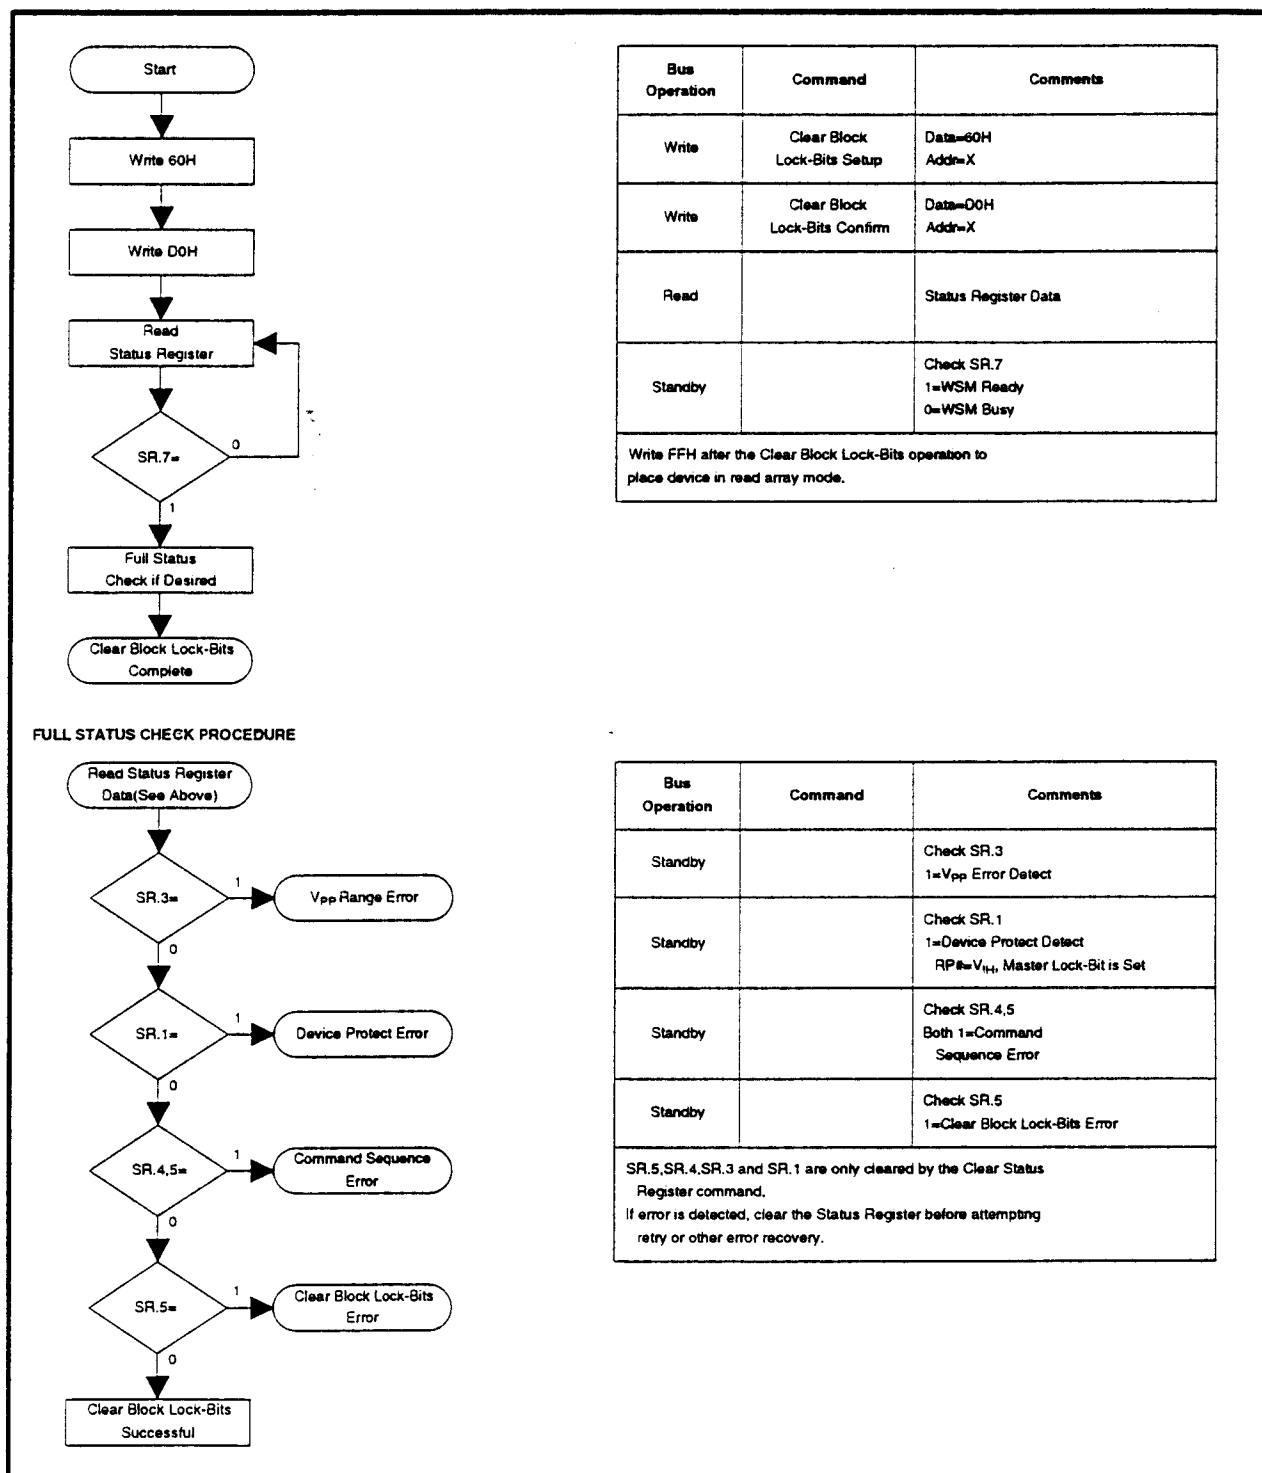 Start
Write 60H
Write D0H
Read
Status Register
SR.7=
0
1
Full Status
Check if Desired
Clear Block Lock-Bits
Complete
Bus
Operation
Command
Comments
Write
Clear Block
Lock-Bits Setup
Data=60H
Addr=X
Write
Clear Block
Lock-Bits Confirm
Data=D0H
Addr=X
Read
Status Register Data
Standby
Check SR.7
1=WSM Ready
0=WSM Busy
Write FFH after the Clear Block Lock-Bits operation to
place device in read array mode.
FULL STATUS CHECK PROCEDURE
Read Status Register
Data(See Above)
SR.3=
1
VPP Range Error
0
SR.1=
1
Device Protect Error
0
SR.4,5=
1
Command Sequence
Error
0
SR.5=
1
Clear Block Lock-Bits
Error
0
Clear Block Lock-Bits
Successful
Bus
Operation
Command
Comments
Standby
Check SR.3
1=VPP Error Detect
Standby
Check SR.1
1=Device Protect Detect
RP#=VIH, Master Lock-Bit is Set
Standby
Check SR.4,5
Both 1=Command
Sequence Error
Standby
Check SR.5
1=Clear Block Lock-Bits Error
SR.5,SR.4,SR.3 and SR.1 are only cleared by the Clear Status
Register command.
If error is detected, clear the Status Register before attempting
retry or other error recovery.